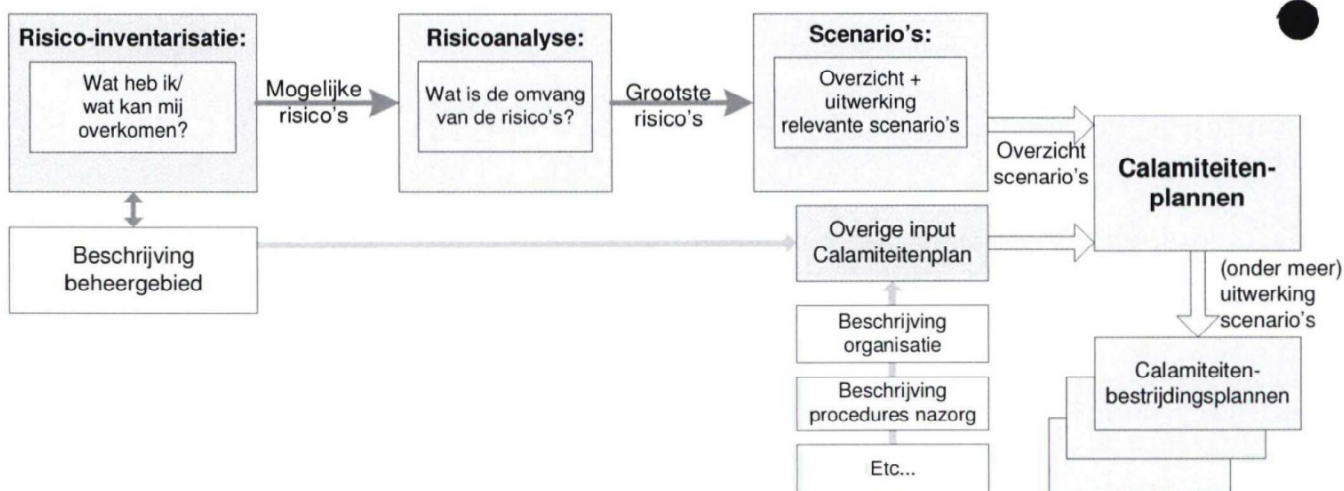 Risico-inventarisatie:
Wat heb ik/
wat kan mij
overkomen?
Mogelijke
risico's
Risicoanalyse:
Wat is de omvang
van de risico's?
Grootste
risico's
Scenario's:
Overzicht +
uitwerking
relevante scenario's
Overzicht
scenario's
Calamiteiten-
plannen
Beschrijving
beheergebied
Overige input
Calamiteitenplan
(onder meer)
uitwerking
scenario's
Beschrijving
organisatie
Beschrijving
procedures nazorg
Etc...
Calamiteiten-
bestrijdingsplannen